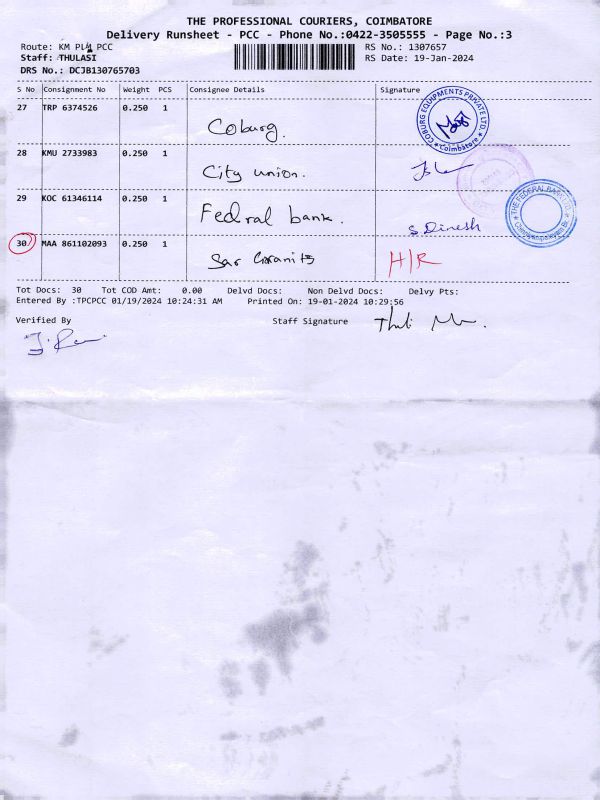 THE PROFESSIONAL COURIERS, COIMBATORE
Delivery Runsheet - PCC - Phone No.:0422-3505555 - Page No.:3
Route: KM PLM PCC
RS No.: 1307657
Staff: THULASI
RS Date: 19-Jan-2024
DRS No.: DCJB130765703
S No Consignment No Weight PCS Consignee Details Signature
27 TRP 6374526 0.250 1
Coburg.
COBURG EQUIPMENTS PRIVATE LTD.
Coimbatore
28 KMU 2733983 0.250 1
City union.
29 KOC 61346114 0.250 1
Fedral bank.
S. Dinesh
THE FEDERAL BANK LTD
30 MAA 861102093 0.250 1
H/R
Tot Docs: 30 Tot COD Amt: 0.00 Delvd Docs: Non Delvd Docs: Delvy Pts:
Entered By :TPCPCC 01/19/2024 10:24:31 AM Printed On: 19-01-2024 10:29:56
Verified By Staff Signature